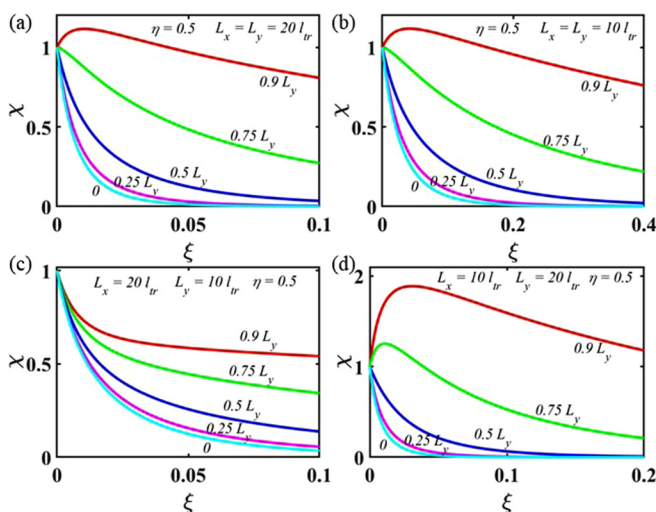 (a)
η = 0.5 L_x = L_y = 20 l_tr
1
0.5
0
χ
0.9 L_y
0.75 L_y
0.5 L_y
0.25 L_y
0
0 0.05 0.1
ξ
(b)
η = 0.5 L_x = L_y = 10 l_tr
1
0.5
0
χ
0.9 L_y
0.75 L_y
0.5 L_y
0.25 L_y
0
0 0.2 0.4
ξ
(c)
L_x = 20 l_tr L_y = 10 l_tr η = 0.5
1
0.5
0
χ
0.9 L_y
0.75 L_y
0.5 L_y
0.25 L_y
0
0 0.05 0.1
ξ
(d)
L_x = 10 l_tr L_y = 20 l_tr η = 0.5
2
1
0
χ
0.9 L_y
0.75 L_y
0.5 L_y
0.25 L_y
0
0 0.1 0.2
ξ